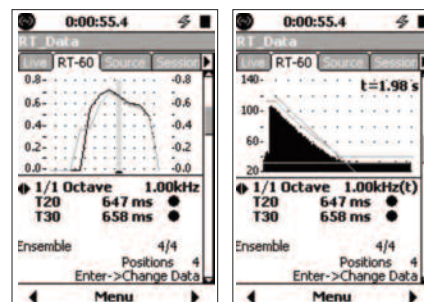 0:00:55.4
RT_Data
Live RT-60 Source Session
0.8- -0.8
0.6- -0.6
0.4- -0.4
0.2- -0.2
0.0- -0.0
1/1 Octave 1.00kHz
T20 647 ms
T30 658 ms
Ensemble 4/4
Positions 4
Enter->Change Data
Menu
0:00:55.4
RT_Data
Live RT-60 Source Session
140-
t=1.98 s
100-
60-
20-
1/1 Octave 1.00kHz(t)
T20 647 ms
T30 658 ms
Ensemble 4/4
Positions 4
Enter->Change Data
Menu